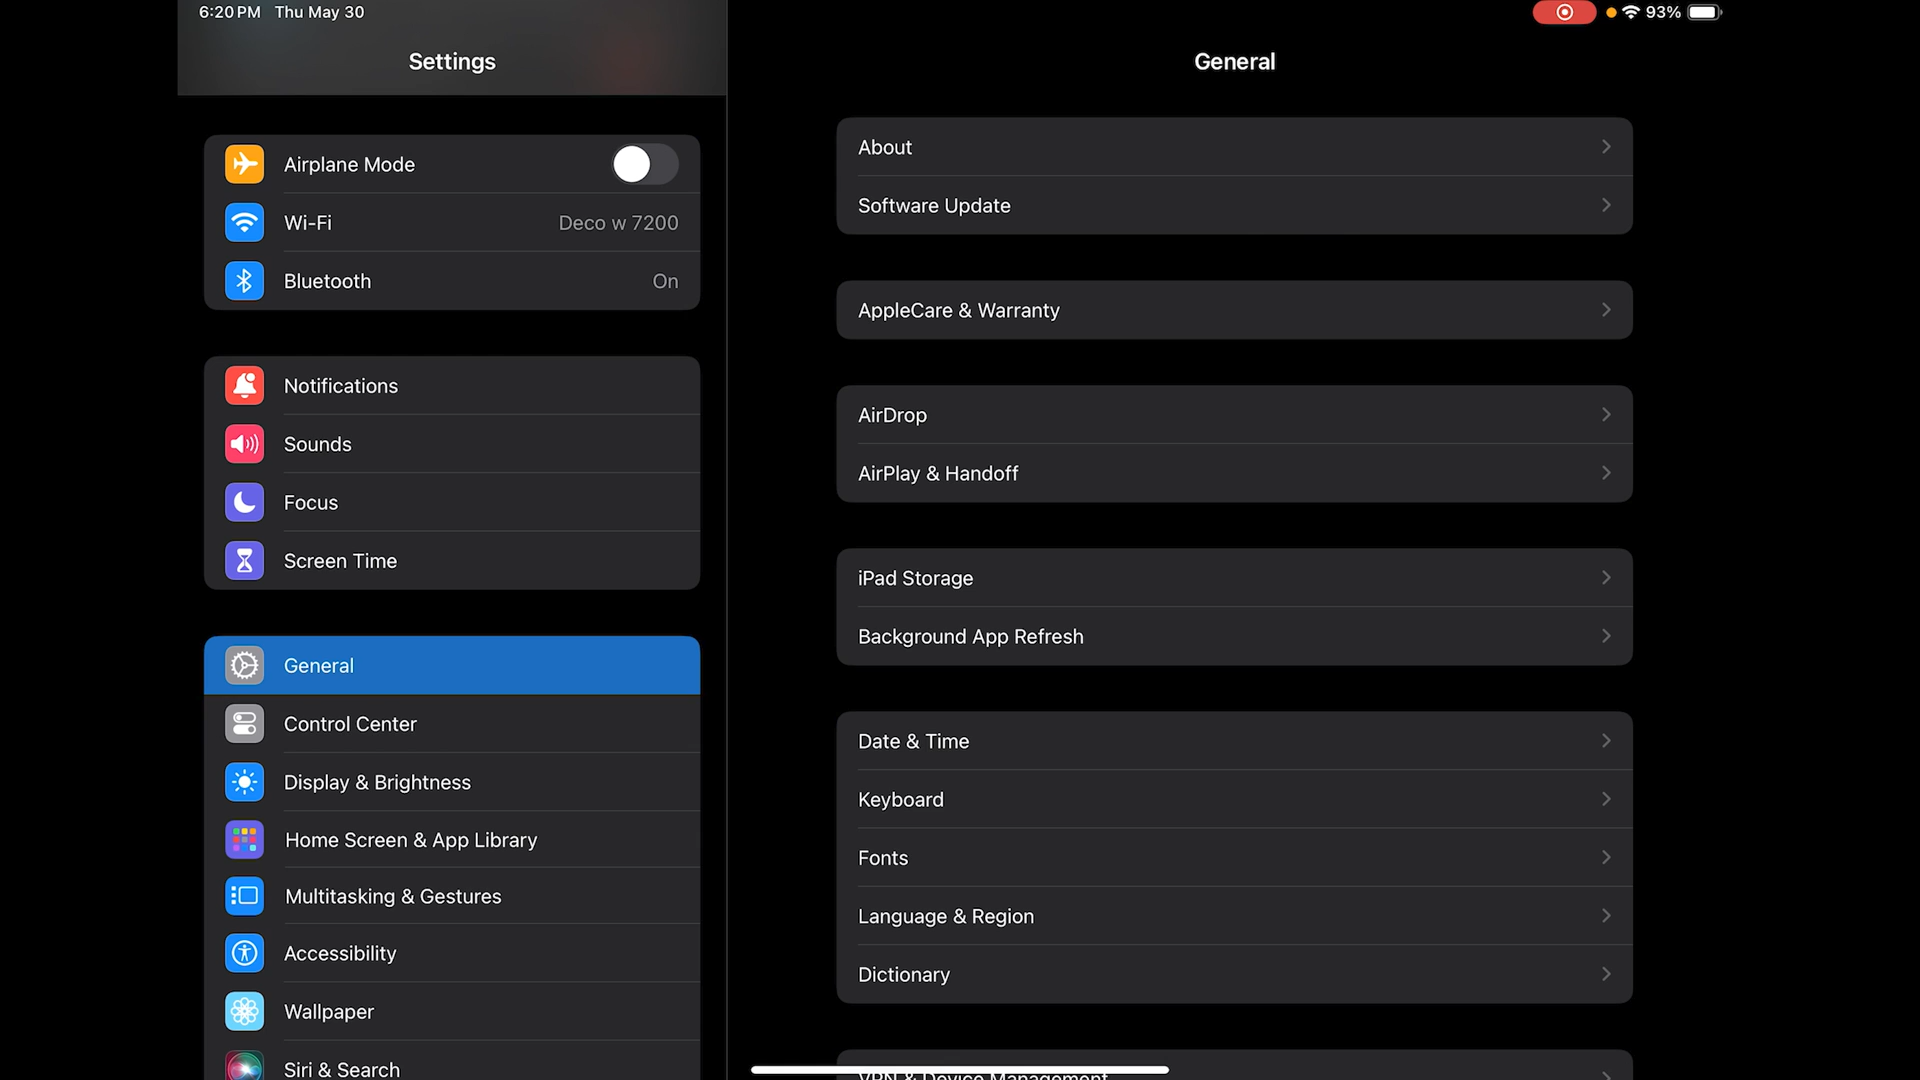 6:20 PM Thu May 30
93%
Settings
Airplane Mode
Wi-Fi
Deco w 7200
Bluetooth
On
Notifications
Sounds
Focus
Screen Time
General
Control Center
Display & Brightness
Home Screen & App Library
Multitasking & Gestures
Accessibility
Wallpaper
Siri & Search
General
About
Software Update
AppleCare & Warranty
AirDrop
AirPlay & Handoff
iPad Storage
Background App Refresh
Date & Time
Keyboard
Fonts
Language & Region
Dictionary
VPN & Device Management